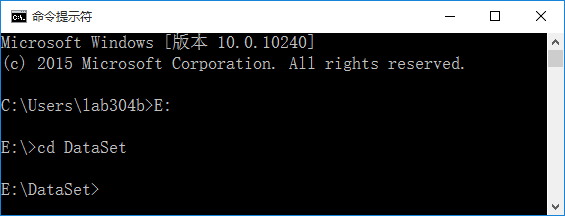 命令提示符
Microsoft Windows [版本 10.0.10240]
(c) 2015 Microsoft Corporation. All rights reserved.
C:\Users\lab304b>E:
E:\>cd DataSet
E:\DataSet>